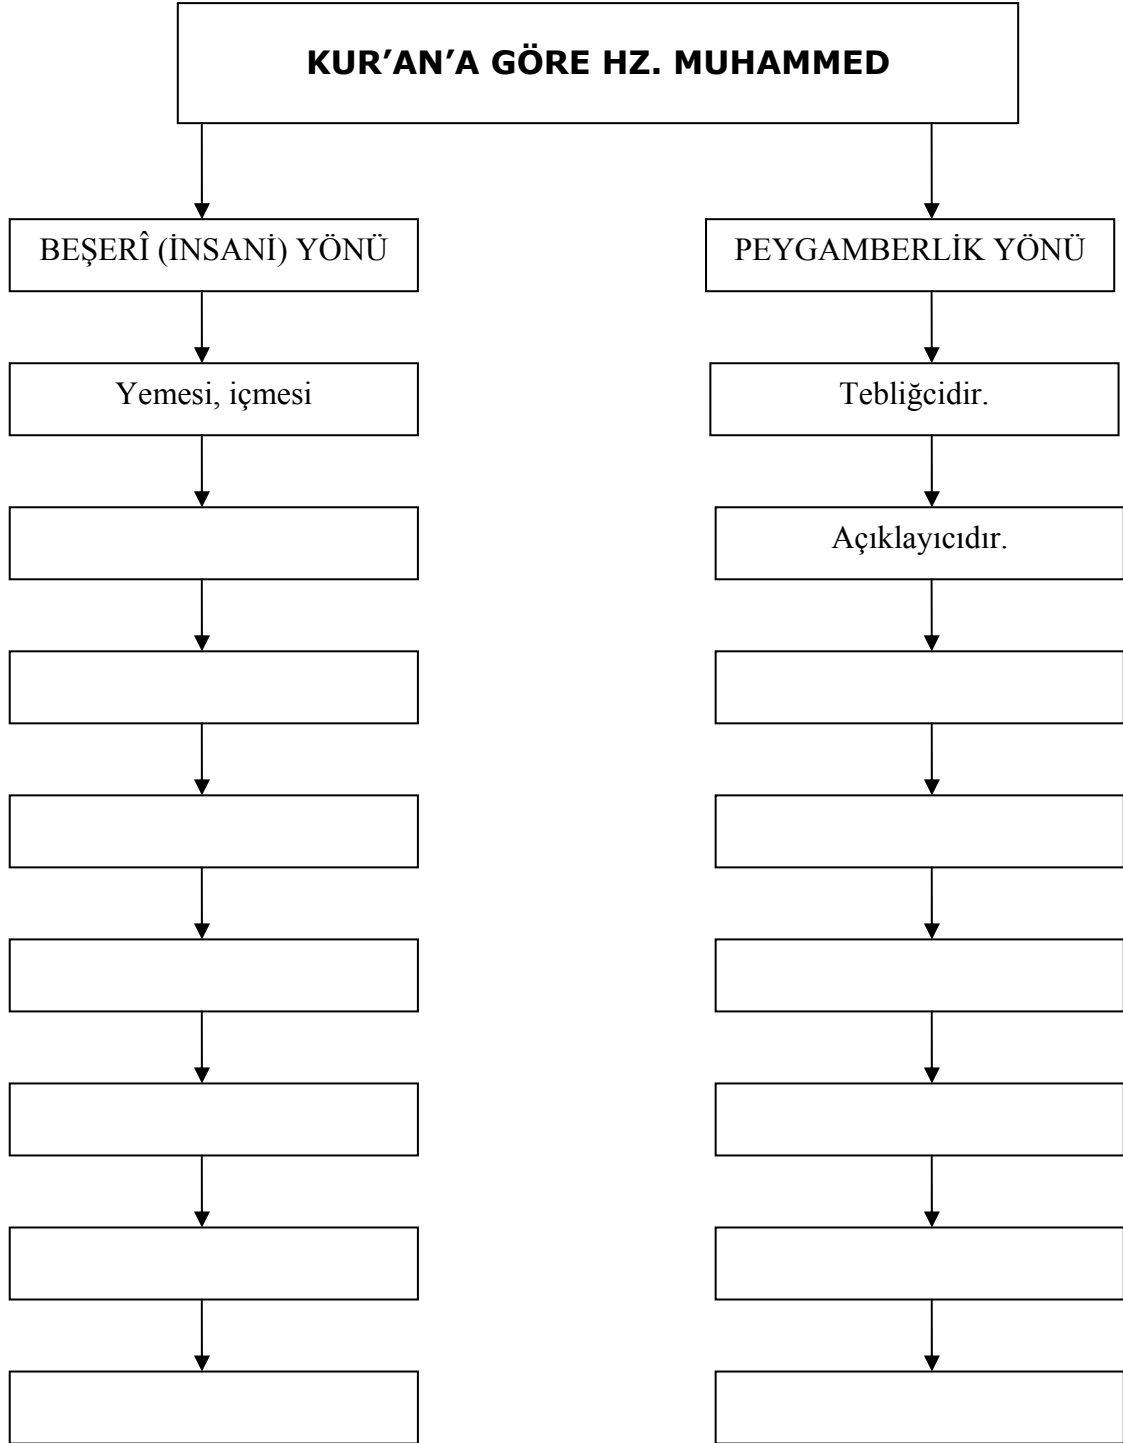 KUR’AN’A GÖRE HZ. MUHAMMED
BEŞERÎ (İNSANİ) YÖNÜ
PEYGAMBERLİK YÖNÜ
Yemesi, içmesi
Tebliğcidir.
Açıklayıcıdır.